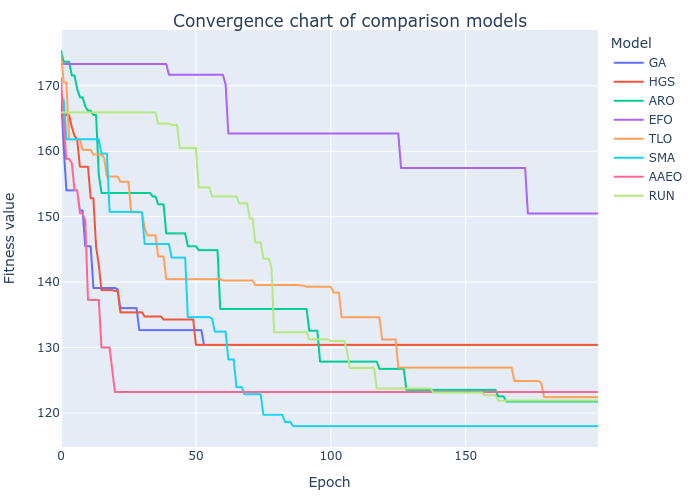 Convergence chart of comparison models
Model
GA
HGS
ARO
EFO
TLO
SMA
AAEO
RUN
Fitness value
170
160
150
140
130
120
0
50
100
150
Epoch